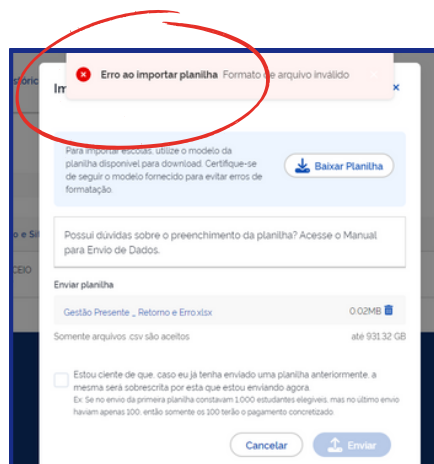 Erro ao importar planilha Formato de arquivo inválido
Im
x
Para importar escolas, utilize o modelo da
planilha disponível para download. Certifique-se
de seguir o modelo fornecido para evitar erros de
formatação.
Baixar Planilha
Possui dúvidas sobre o preenchimento da planilha? Acesse o Manual
para Envio de Dados.
Enviar planilha
Gestão Presente _ Retorno e Erro.xlsx 0.02MB
Somente arquivos .csv são aceitos até 931.32 GB
Estou ciente de que, caso eu ja tenha enviado uma planilha anteriormente, a
mesma será sobrescrita por esta que estou enviando agora.
Ex: Se no envio da primeira planilha constavam 1.000 estudantes elegíveis, mas no último envio
haviam apenas 100, então somente os 100 terão o pagamento concretizado.
Cancelar Enviar